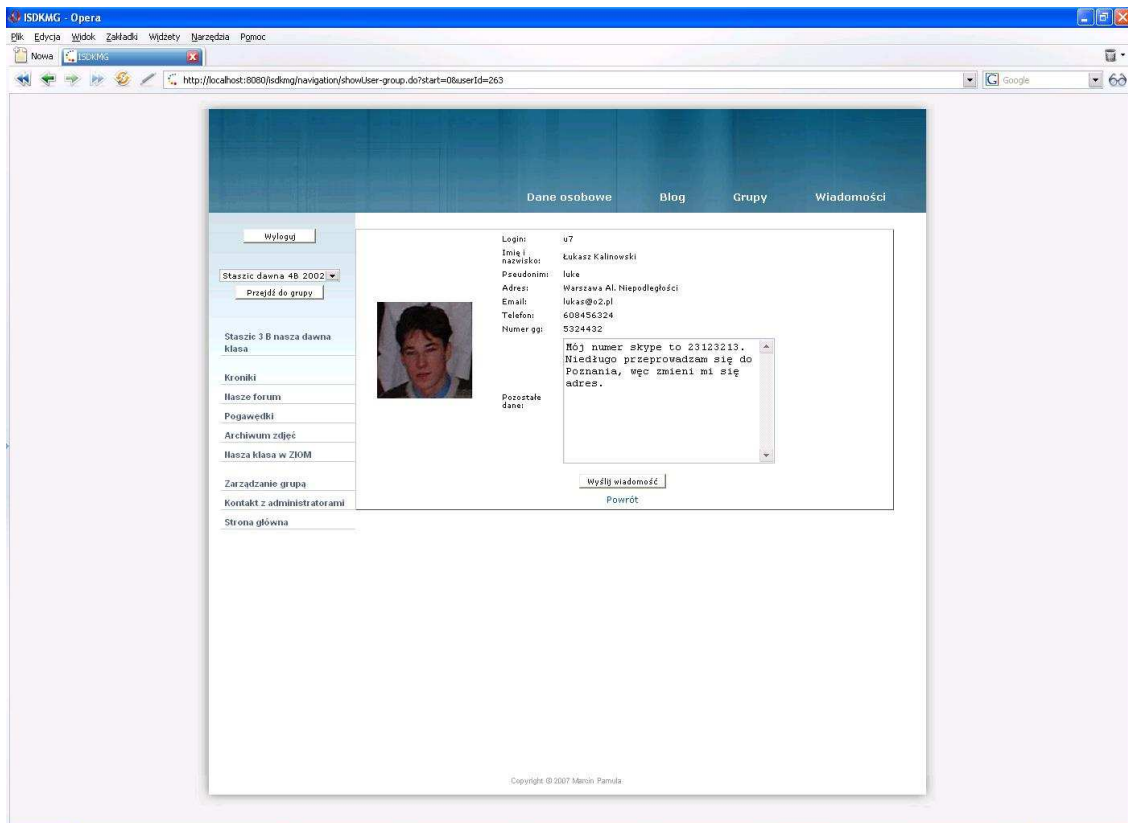 ISDKMG - Opera
Plik Edycja Widok Zakładki Widżety Narzędzia Pomoc
Nowa ISDKMG
http://localhost:8080/isdkmg/navigation/showUser-group.do?start=0&userId=263 Google
Dane osobowe Blog Grupy Wiadomości
Wyloguj
Staszic dawna 4B 2002
Przejdź do grupy
Staszic 3 B nasza dawna
klasa
Kroniki
Nasze forum
Pogawędki
Archiwum zdjęć
Nasza klasa w ZIOM
Zarządzanie grupą
Kontakt z administratorami
Strona główna
Login: u7
Imię i
nazwisko: Łukasz Kalinowski
Pseudonim: luke
Adres: Warszawa Al. Niepodległości
Email: lukas@o2.pl
Telefon: 608456324
Numer gg: 5324432
Pozostałe
dane:
Mój numer skype to 23123213.
Niedługo przeprowadzam się do
Poznania, węc zmieni mi się
adres.
Wyślij wiadomość
Powrót
Copyright © 2007 Marcin Pamuła